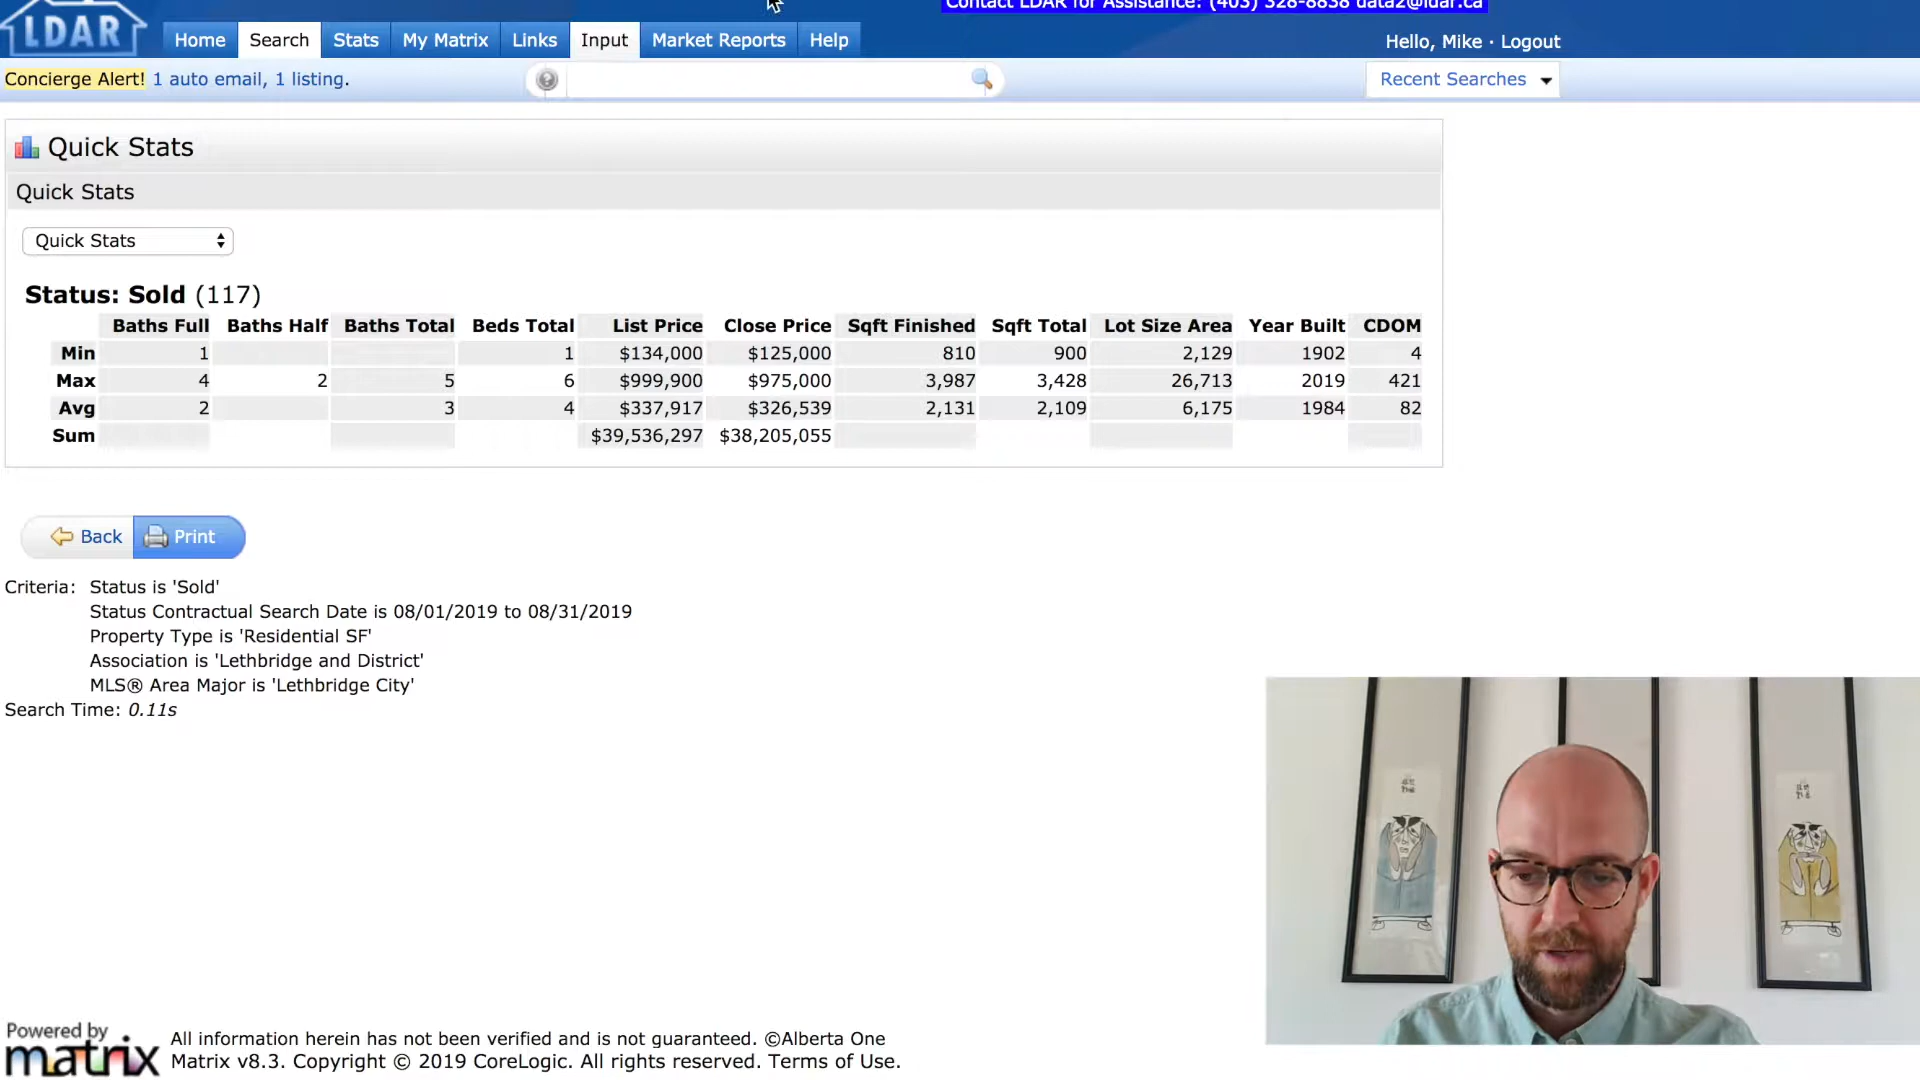 Contact LDAR for Assistance: (403) 328-8838 data2@ldar.ca
LDAR
Home Search Stats My Matrix Links Input Market Reports Help
Hello, Mike · Logout
Concierge Alert! 1 auto email, 1 listing.
Recent Searches
Quick Stats
Quick Stats
Quick Stats
Status: Sold (117)
Baths Full Baths Half Baths Total Beds Total List Price Close Price Sqft Finished Sqft Total Lot Size Area Year Built CDOM
Min 1 1 $134,000 $125,000 810 900 2,129 1902 4
Max 4 2 5 6 $999,900 $975,000 3,987 3,428 26,713 2019 421
Avg 2 3 4 $337,917 $326,539 2,131 2,109 6,175 1984 82
Sum $39,536,297 $38,205,055
Back Print
Criteria: Status is 'Sold'
Status Contractual Search Date is 08/01/2019 to 08/31/2019
Property Type is 'Residential SF'
Association is 'Lethbridge and District'
MLS® Area Major is 'Lethbridge City'
Search Time: 0.11s
Powered by
matrix
All information herein has not been verified and is not guaranteed. ©Alberta One
Matrix v8.3. Copyright © 2019 CoreLogic. All rights reserved. Terms of Use.